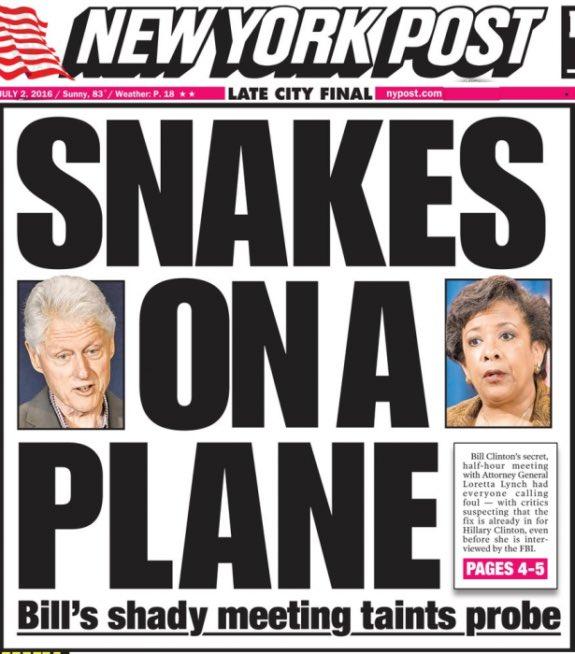 NEW YORK POST
JULY 2, 2016 / Sunny, 83° / Weather: P. 18 ★★
LATE CITY FINAL
nypost.com
SNAKES
ON A
PLANE
Bill Clinton's secret,
half-hour meeting
with Attorney General
Loretta Lynch had
everyone calling
foul — with critics
suspecting that the
fix is already in for
Hillary Clinton, even
before she is inter-
viewed by the FBI.
PAGES 4-5
Bill's shady meeting taints probe